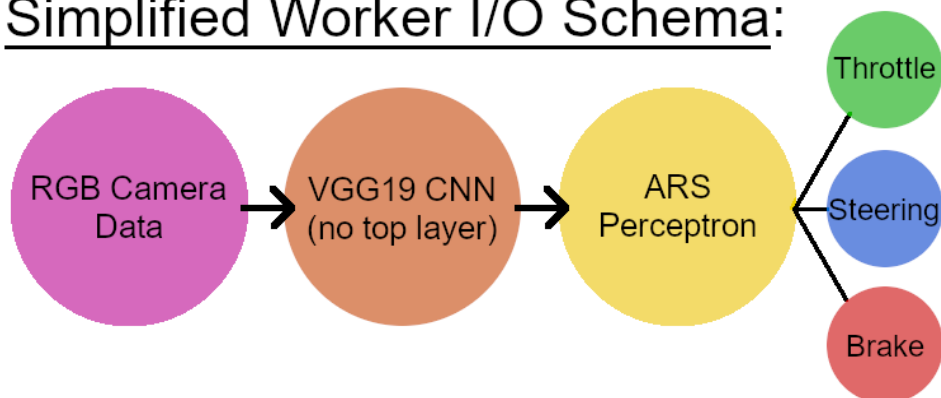 Simplified Worker I/O Schema:
RGB Camera
Data
VGG19 CNN
(no top layer)
ARS
Perceptron
Throttle
Steering
Brake